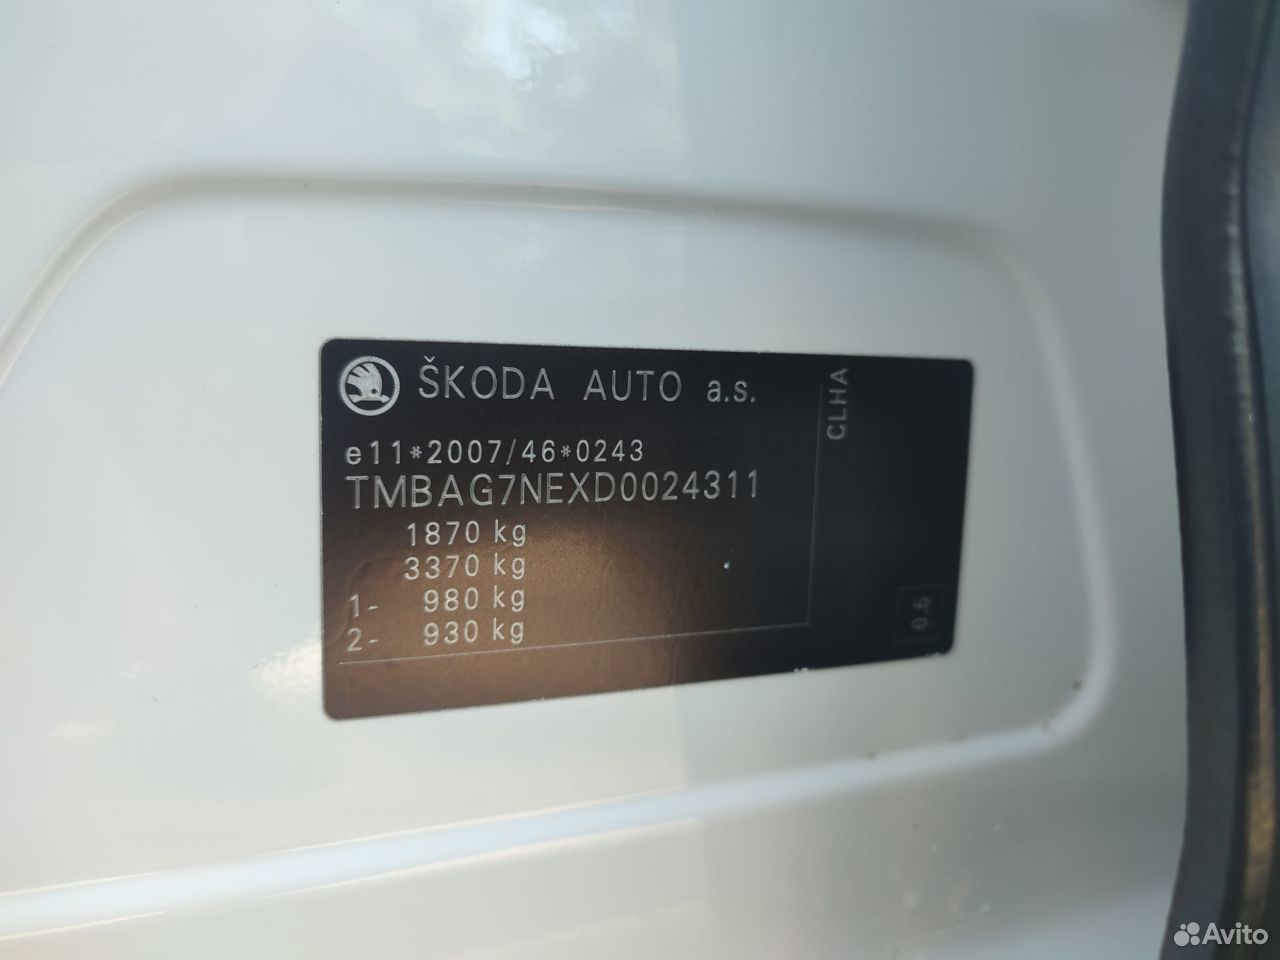 ŠKODA AUTO a.s.
e11*2007/46*0243
TMBAG7NEXD0024311
1870 kg
3370 kg
1- 980 kg
2- 930 kg
CLHA
Avito